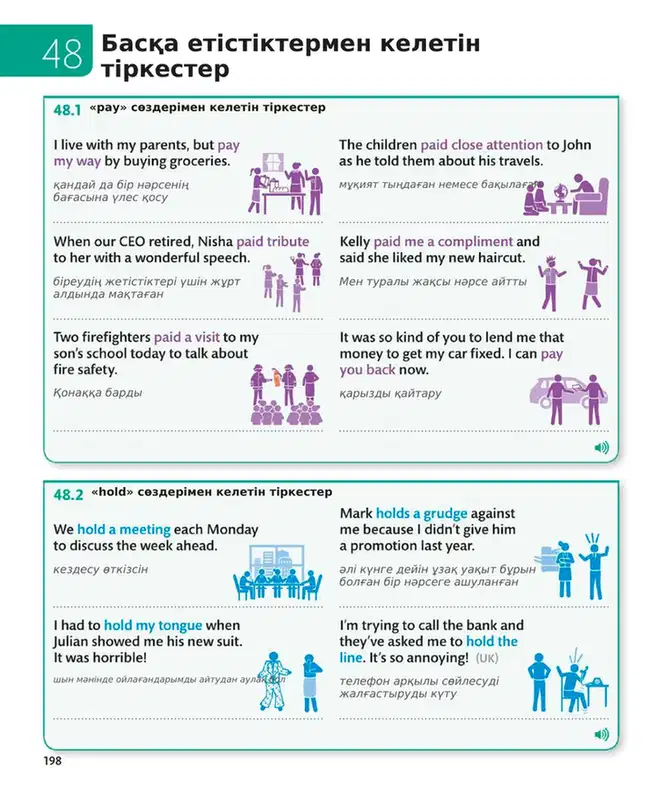 48
Басқа етістіктермен келетін
тіркестер
48.1 «pay» сөздерімен келетін тіркестер
I live with my parents, but pay
my way by buying groceries.
қандай да бір нәрсенің
бағасына үлес қосу
The children paid close attention to John
as he told them about his travels.
мұқият тыңдаған немесе бақылаған
When our CEO retired, Nisha paid tribute
to her with a wonderful speech.
біреудің жетістіктері үшін жұрт
алдында мақтаған
Kelly paid me a compliment and
said she liked my new haircut.
Мен туралы жақсы нәрсе айтты
Two firefighters paid a visit to my
son's school today to talk about
fire safety.
Қонаққа барды
It was so kind of you to lend me that
money to get my car fixed. I can pay
you back now.
қарызды қайтару
48.2 «hold» сөздерімен келетін тіркестер
We hold a meeting each Monday
to discuss the week ahead.
кездесу өткізсін
Mark holds a grudge against
me because I didn't give him
a promotion last year.
әлі күнге дейін ұзақ уақыт бұрын
болған бір нәрсеге ашуланған
I had to hold my tongue when
Julian showed me his new suit.
It was horrible!
шын мәнінде ойлағандарымды айтудан аулақ бол
I'm trying to call the bank and
they've asked me to hold the
line. It's so annoying! (UK)
телефон арқылы сөйлесуді
жалғастыруды күту
198